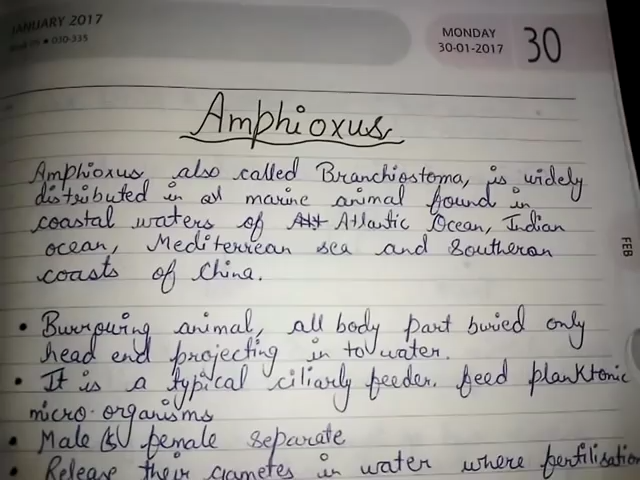 JANUARY 2017
030-335
MONDAY
30-01-2017
30
Amphioxus
Amphioxus also called Branchiostoma, is widely
distributed in marine animal found in
coastal waters of Atlantic Ocean, Indian
ocean, Mediterrean sea and Southeron
coasts of China.
FEB
• Burrowing animal, all body part buried only
head end projecting in to water.
• It is a typical ciliarly feeder. feed planktonic
micro-organisms
• Male & female separate
• Release their gametes in water where fertilisation